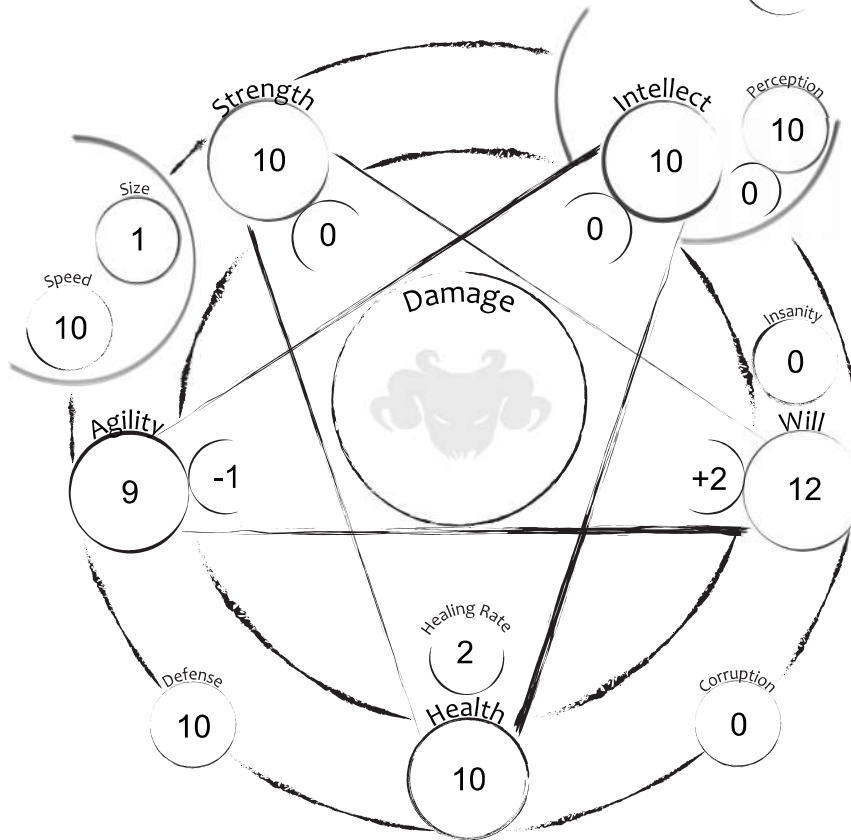 Strength
10
0
Intellect
10
0
Perception
10
0
Size
1
Speed
10
Damage
Insanity
0
Agility
9
-1
Will
12
+2
Healing Rate
2
Defense
10
Health
10
Corruption
0